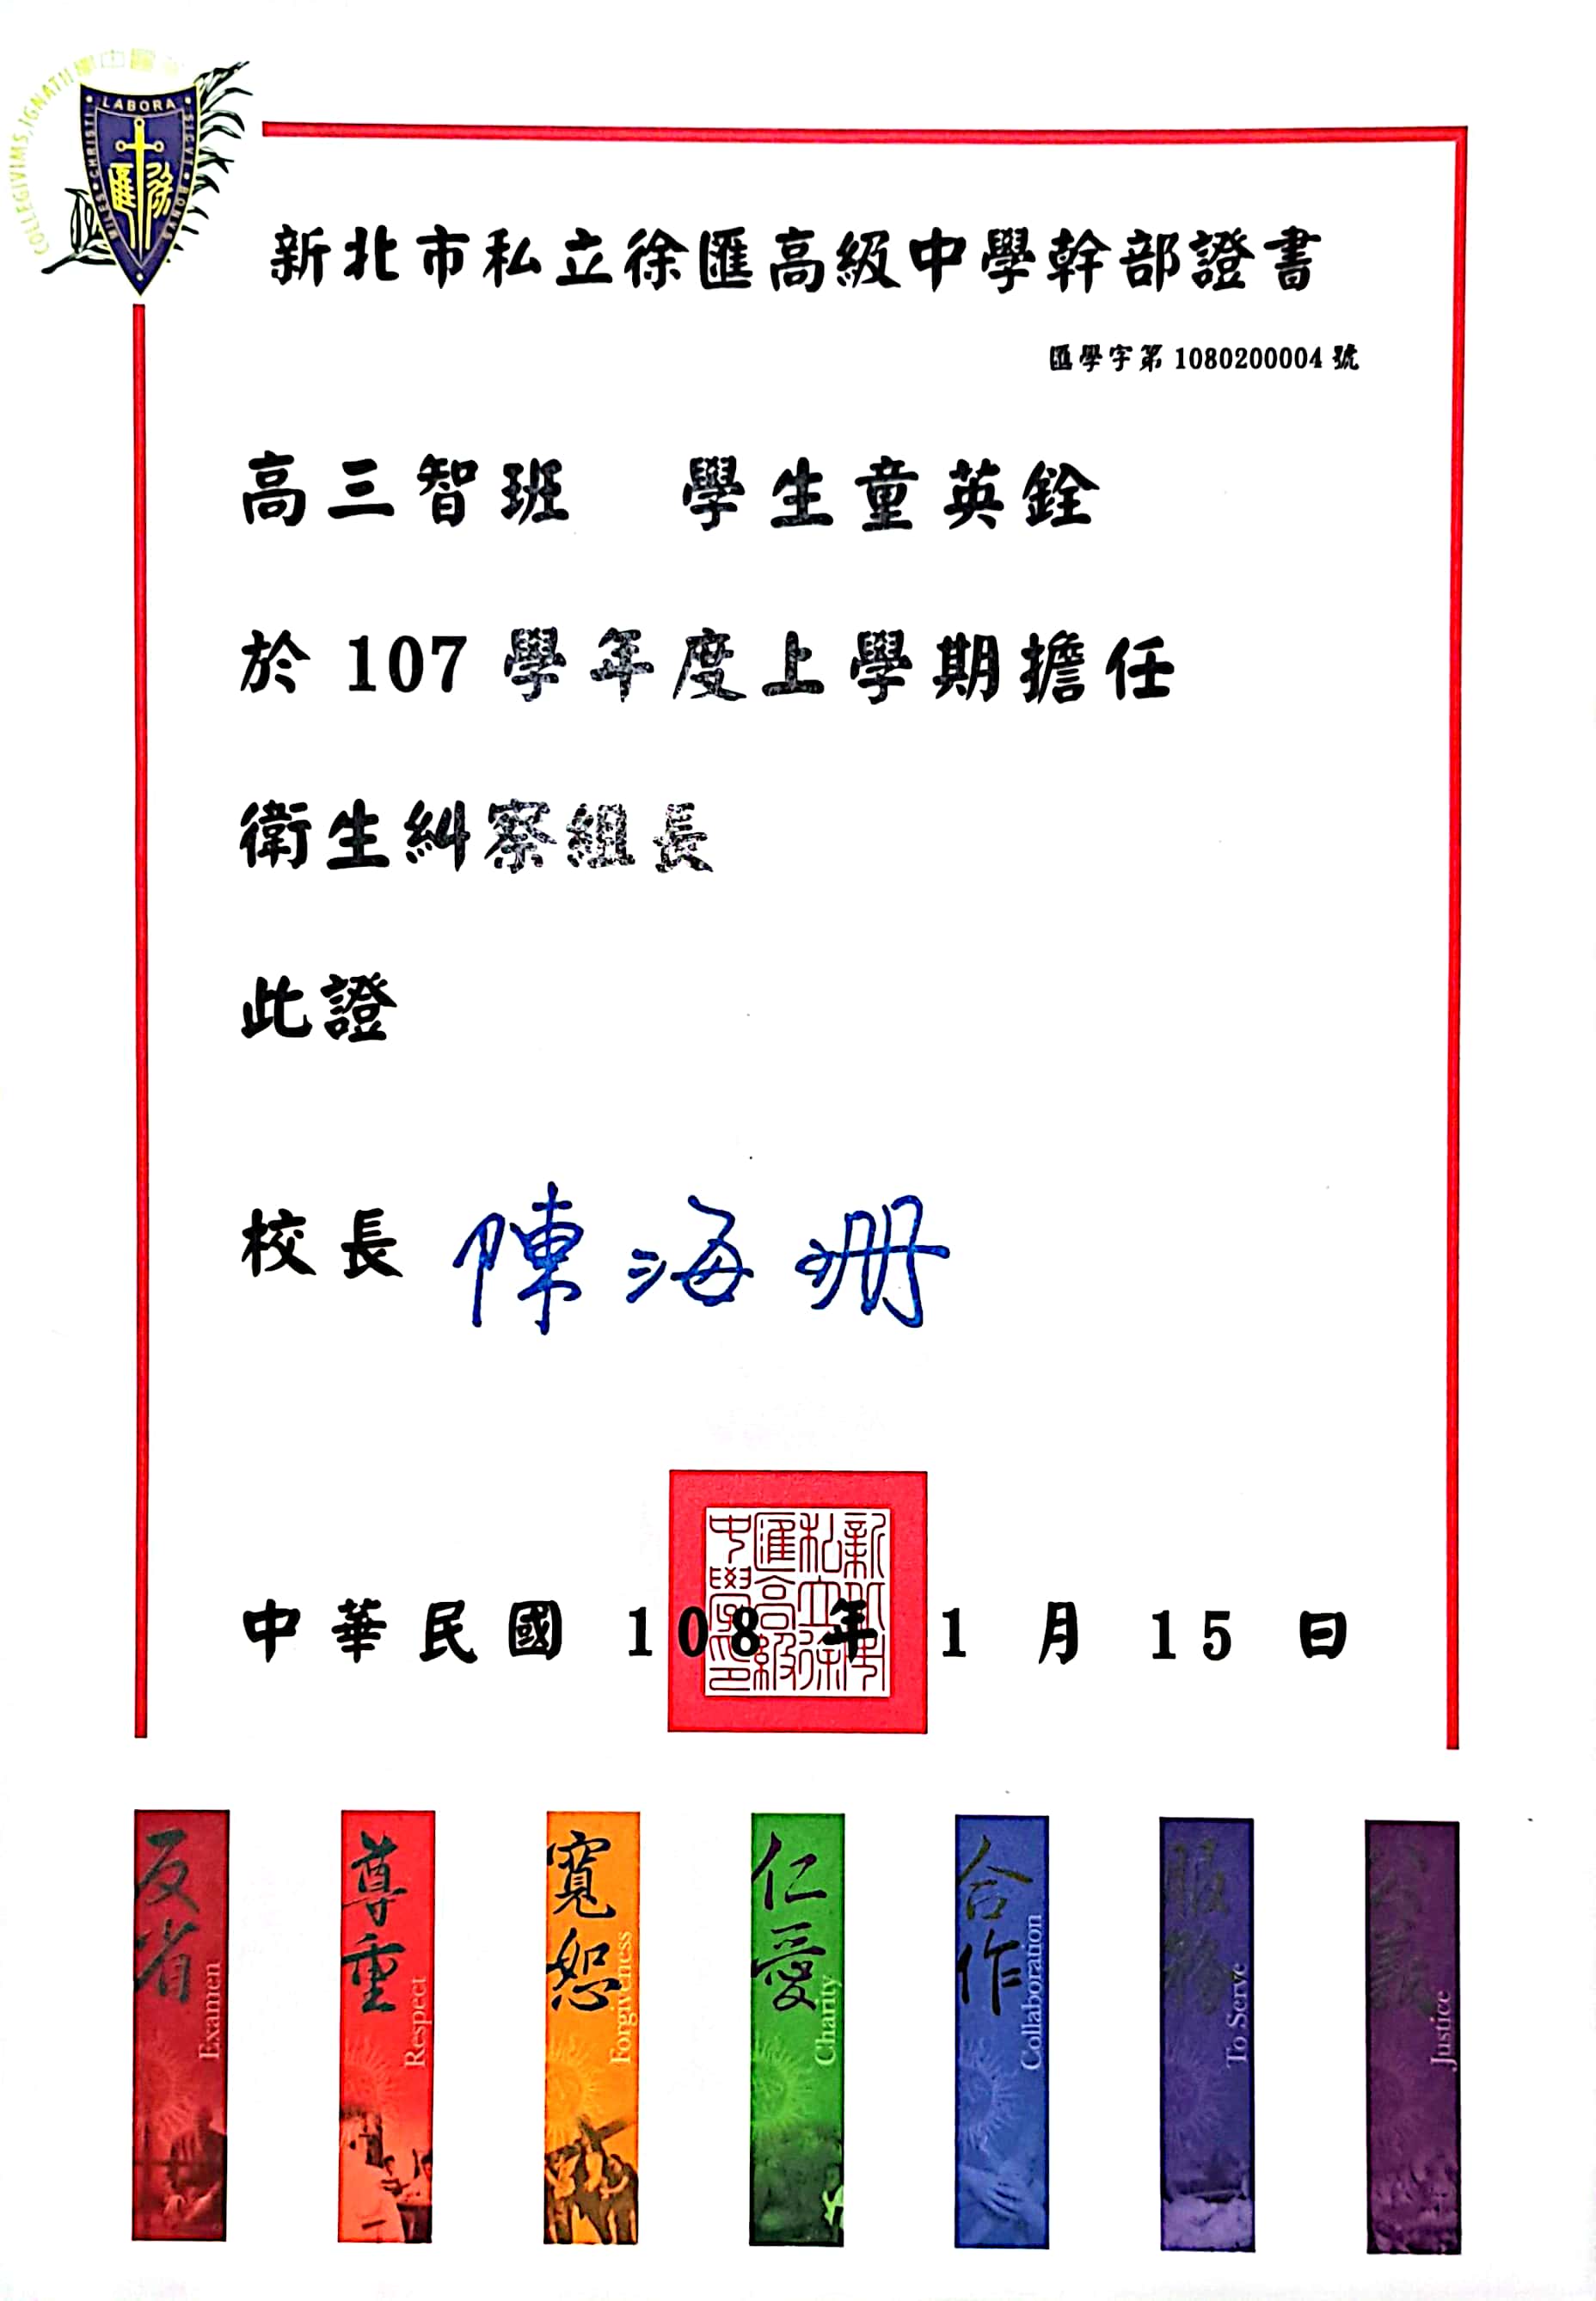 COLLEGIVIMS.IGNATII
LABORA
MILES CHRISTI
SICVT BONVS
匯 徐
新北市私立徐匯高級中學幹部證書
匯學字第 1080200004 號
高三智班 學生童英銓
於 107 學年度上學期擔任
衛生糾察組長
此證
校長 陳海珊
新北市私立徐匯高級中學印
中華民國 108 年 1 月 15 日
反省 Examen
尊重 Respect
寬恕 Forgiveness
仁愛 Charity
合作 Collaboration
服務 To Serve
公義 Justice